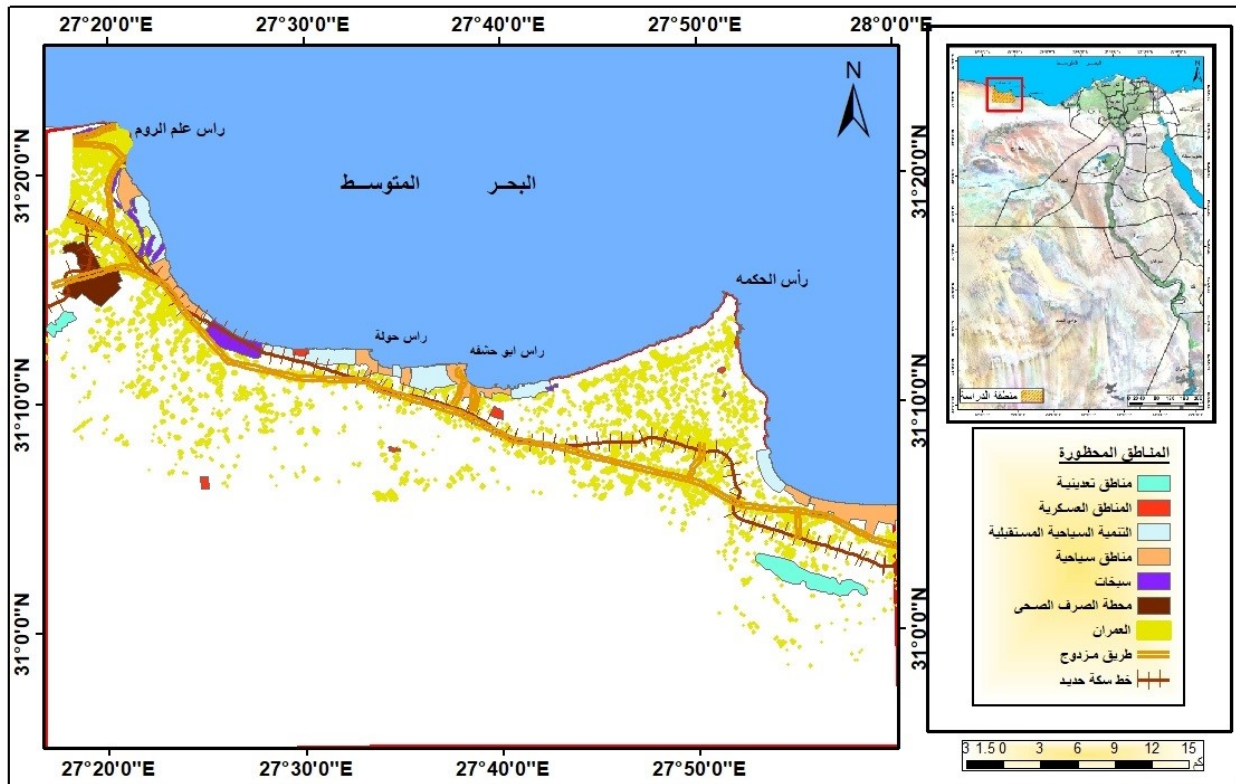 27°20'0"E 27°30'0"E 27°40'0"E 27°50'0"E 28°0'0"E
N
راس علم الروم
البحـر المتوسـط
رأس الحكمه
راس حولة
راس ابو حشفه
31°20'0"N
31°10'0"N
31°0'0"N
31°20'0"N
31°10'0"N
31°0'0"N
27°20'0"E 27°30'0"E 27°40'0"E 27°50'0"E 28°0'0"E
منطقة الدراسة
المناطق المحظورة
مناطق تعدينية
المناطق العسكرية
التنمية السياحية المستقبلية
مناطق سياحية
سبخات
محطة الصرف الصحى
العمران
طريق مزدوج
خط سكة حديد
3 1.5 0 3 6 9 12 15
كم